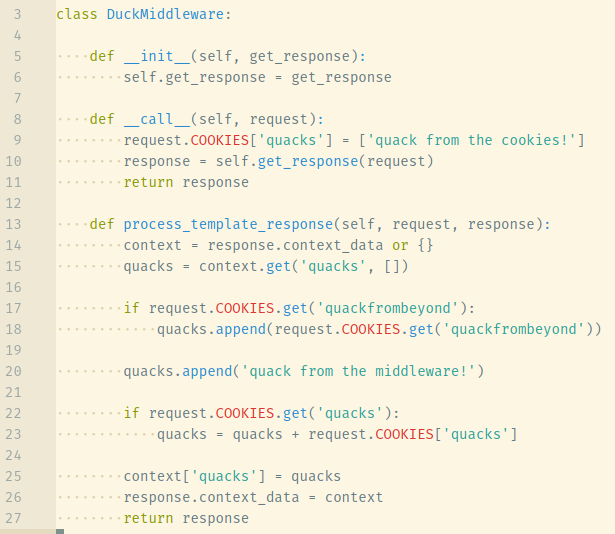 3 class DuckMiddleware:
4
5 ····def __init__(self, get_response):
6 ········self.get_response = get_response
7
8 ····def __call__(self, request):
9 ········request.COOKIES['quacks'] = ['quack from the cookies!']
10 ········response = self.get_response(request)
11 ········return response
12
13 ····def process_template_response(self, request, response):
14 ········context = response.context_data or {}
15 ········quacks = context.get('quacks', [])
16
17 ········if request.COOKIES.get('quackfrombeyond'):
18 ············quacks.append(request.COOKIES.get('quackfrombeyond'))
19
20 ········quacks.append('quack from the middleware!')
21
22 ········if request.COOKIES.get('quacks'):
23 ············quacks = quacks + request.COOKIES['quacks']
24
25 ········context['quacks'] = quacks
26 ········response.context_data = context
27 ········return response